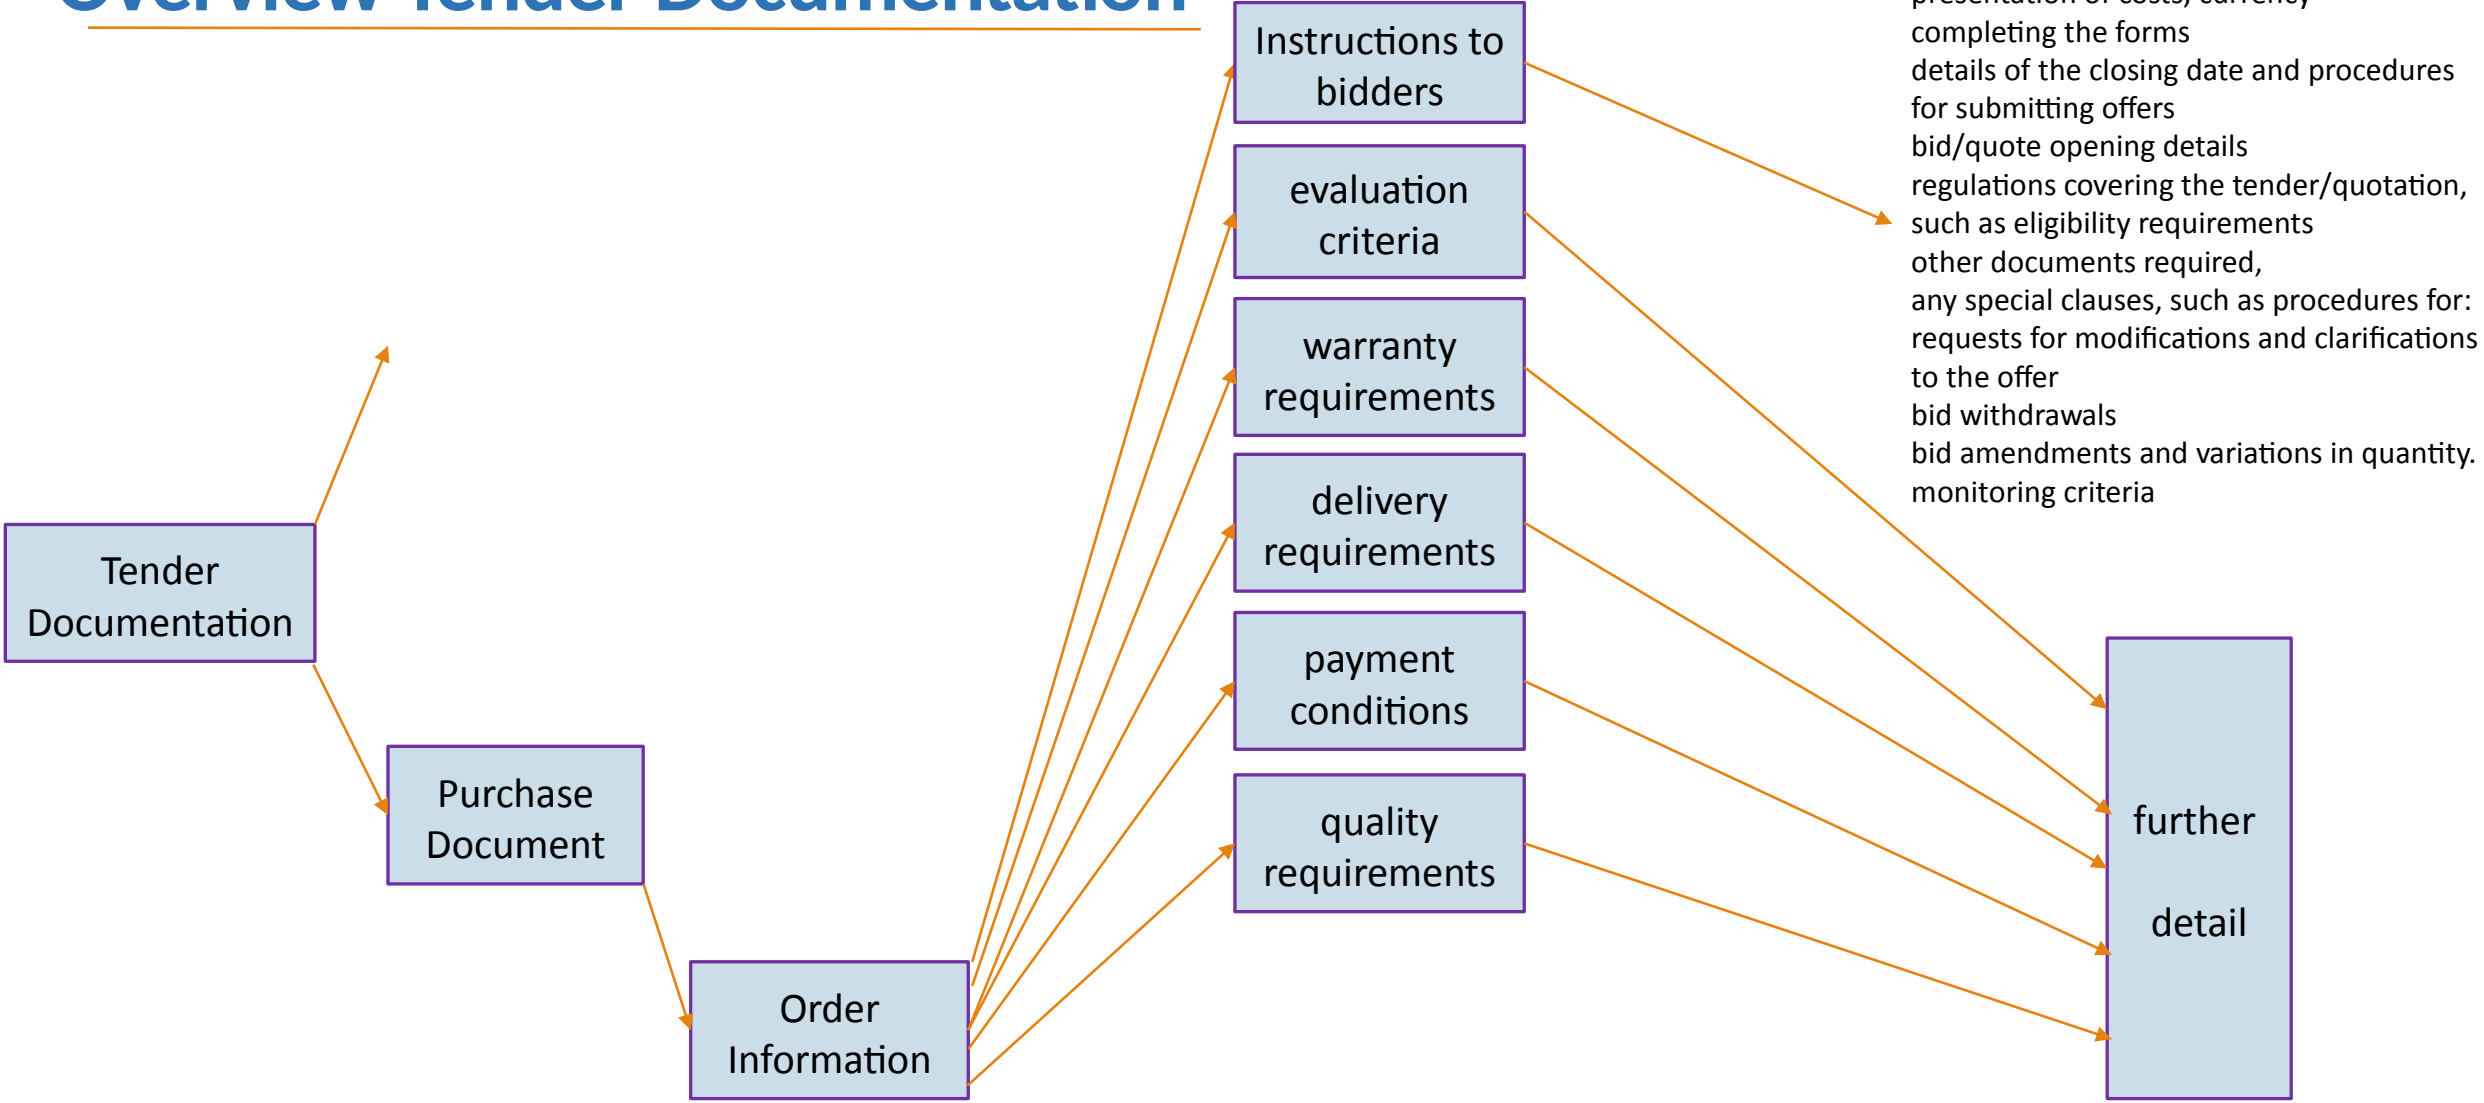 Overview Tender Documentation
Instructions to
bidders
evaluation
criteria
warranty
requirements
delivery
requirements
payment
conditions
quality
requirements
Tender
Documentation
Purchase
Document
Order
Information
presentation of costs, currency
completing the forms
details of the closing date and procedures
for submitting offers
bid/quote opening details
regulations covering the tender/quotation,
such as eligibility requirements
other documents required,
any special clauses, such as procedures for:
requests for modifications and clarifications
to the offer
bid withdrawals
bid amendments and variations in quantity.
monitoring criteria
further
detail